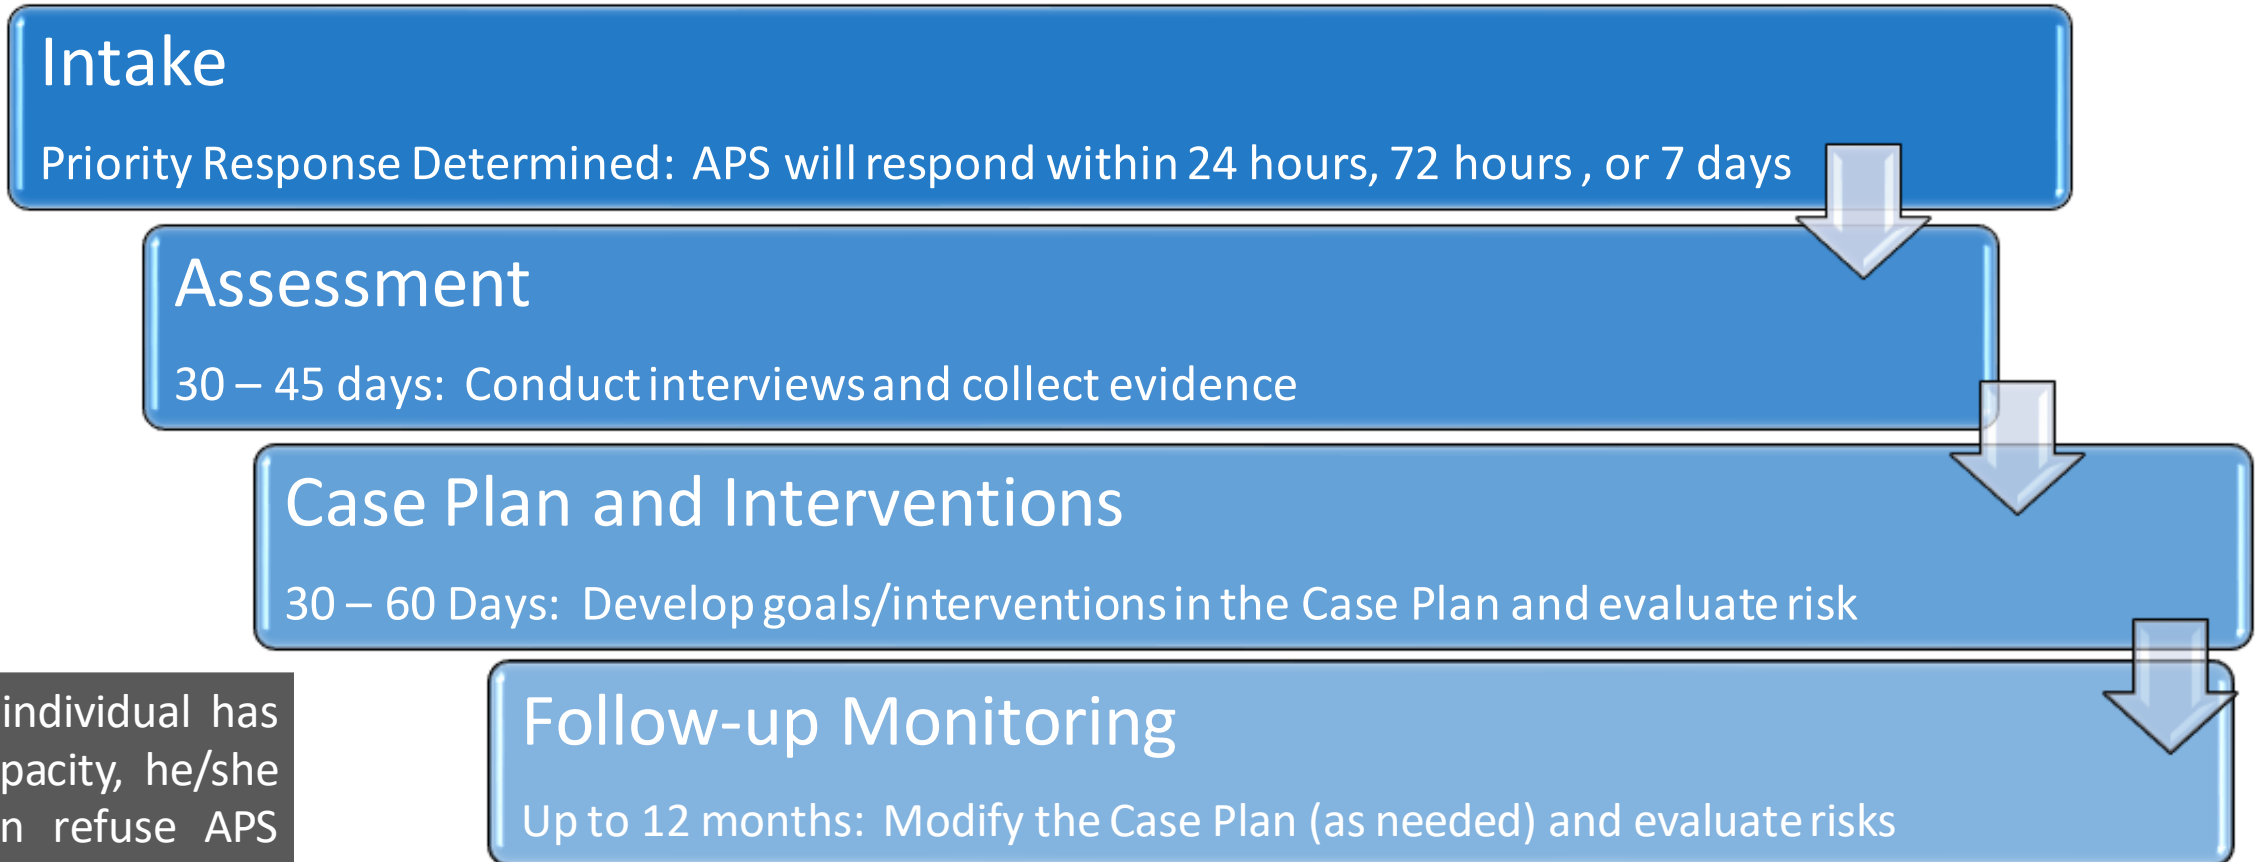 Intake
Priority Response Determined: APS will respond within 24 hours, 72 hours , or 7 days
Assessment
30 – 45 days: Conduct interviews and collect evidence
Case Plan and Interventions
30 – 60 Days: Develop goals/interventions in the Case Plan and evaluate risk
individual has
pacity, he/she
n refuse APS
Follow-up Monitoring
Up to 12 months: Modify the Case Plan (as needed) and evaluate risks